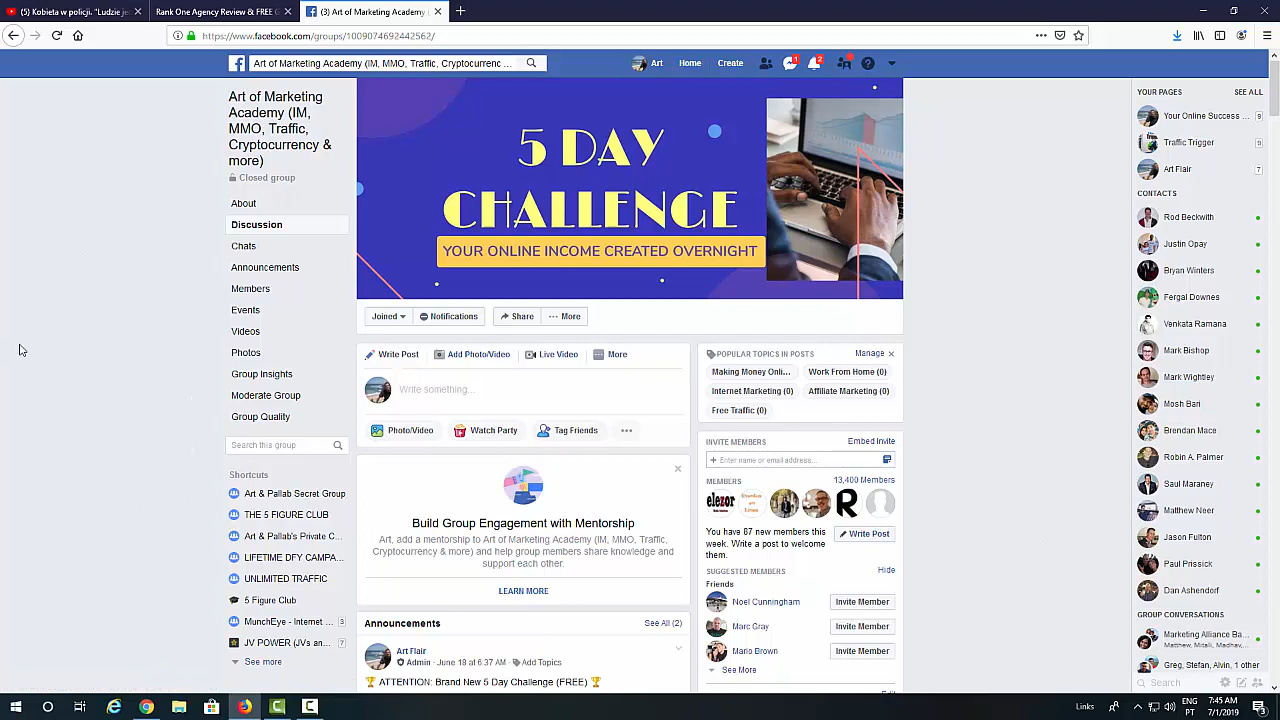 (5) Kobieta w policji. "Ludzie je
Rank One Agency Review & FREE
(3) Art of Marketing Academy
https://www.facebook.com/groups/1009074692442562/
Art of Marketing Academy (IM, MMO, Traffic, Cryptocurrenc ...
Art
Home
Create
1
2
Art of Marketing
Academy (IM,
MMO, Traffic,
Cryptocurrency &
more)
Closed group
About
Discussion
Chats
Announcements
Members
Events
Videos
Photos
Group Insights
Moderate Group
Group Quality
Search this group
Shortcuts
Art & Pallab Secret Group
THE 5 FIGURE CLUB
Art & Pallab's Private C...
LIFETIME DFY CAMPA...
UNLIMITED TRAFFIC
5 Figure Club
MunchEye - Internet ... 3
JV POWER (JVs an... 7
See more
5 DAY
CHALLENGE
YOUR ONLINE INCOME CREATED OVERNIGHT
Joined
Notifications
Share
More
Write Post
Add Photo/Video
Live Video
More
Write something...
Photo/Video
Watch Party
Tag Friends
Build Group Engagement with Mentorship
Art, add a mentorship to Art of Marketing Academy (IM, MMO, Traffic,
Cryptocurrency & more) and help group members share knowledge and
support each other.
LEARN MORE
Announcements
See All (2)
Art Flair
Admin · June 18 at 6:37 AM · Add Topics
🏆 ATTENTION: Brand New 5 Day Challenge (FREE) 🏆
POPULAR TOPICS IN POSTS
Manage
Making Money Onli...
Work From Home (0)
Internet Marketing (0)
Affiliate Marketing (0)
Free Traffic (0)
INVITE MEMBERS
Embed Invite
+ Enter name or email address...
MEMBERS
13,400 Members
elezor
R
You have 67 new members this
week. Write a post to welcome
them.
Write Post
SUGGESTED MEMBERS
Hide
Friends
Noel Cunningham
Invite Member
Marc Gray
Invite Member
Mario Brown
Invite Member
See More
YOUR PAGES
SEE ALL
Your Online Success ... 9
Traffic Trigger 9
Art Flair 7
CONTACTS
Rod Beckwith
Justin Opay
Bryan Winters
Fergal Downes
Venkata Ramana
Mark Bishop
Mark Wightley
Mosh Bari
Brendan Mace
Robin A. Palmer
Saul Maraney
Matthew Neer
Jason Fulton
Paul Prissick
Dan Ashendorf
GROUP CONVERSATIONS
Marketing Alliance Ba...
Matthew, Mitali, Madhav,...
Greg, Stefan, Alvin, 1 other
Search
Links
ENG
PT
7:45 AM
7/1/2019